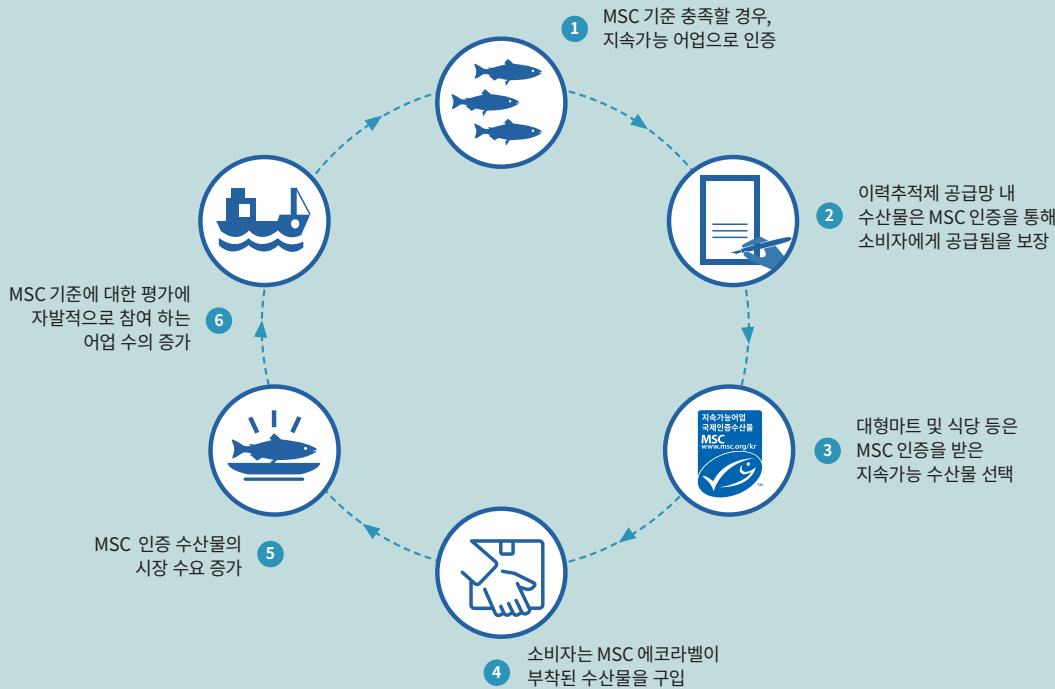 1
MSC 기준 충족할 경우,
지속가능 어업으로 인증
2
이력추적제 공급망 내
수산물은 MSC 인증을 통해
소비자에게 공급됨을 보장
3
대형마트 및 식당 등은
MSC 인증을 받은
지속가능 수산물 선택
지속가능어업
국제인증수산물
MSC
www.msc.org/kr
TM
4
소비자는 MSC 에코라벨이
부착된 수산물을 구입
5
MSC 인증 수산물의
시장 수요 증가
6
MSC 기준에 대한 평가에
자발적으로 참여 하는
어업 수의 증가